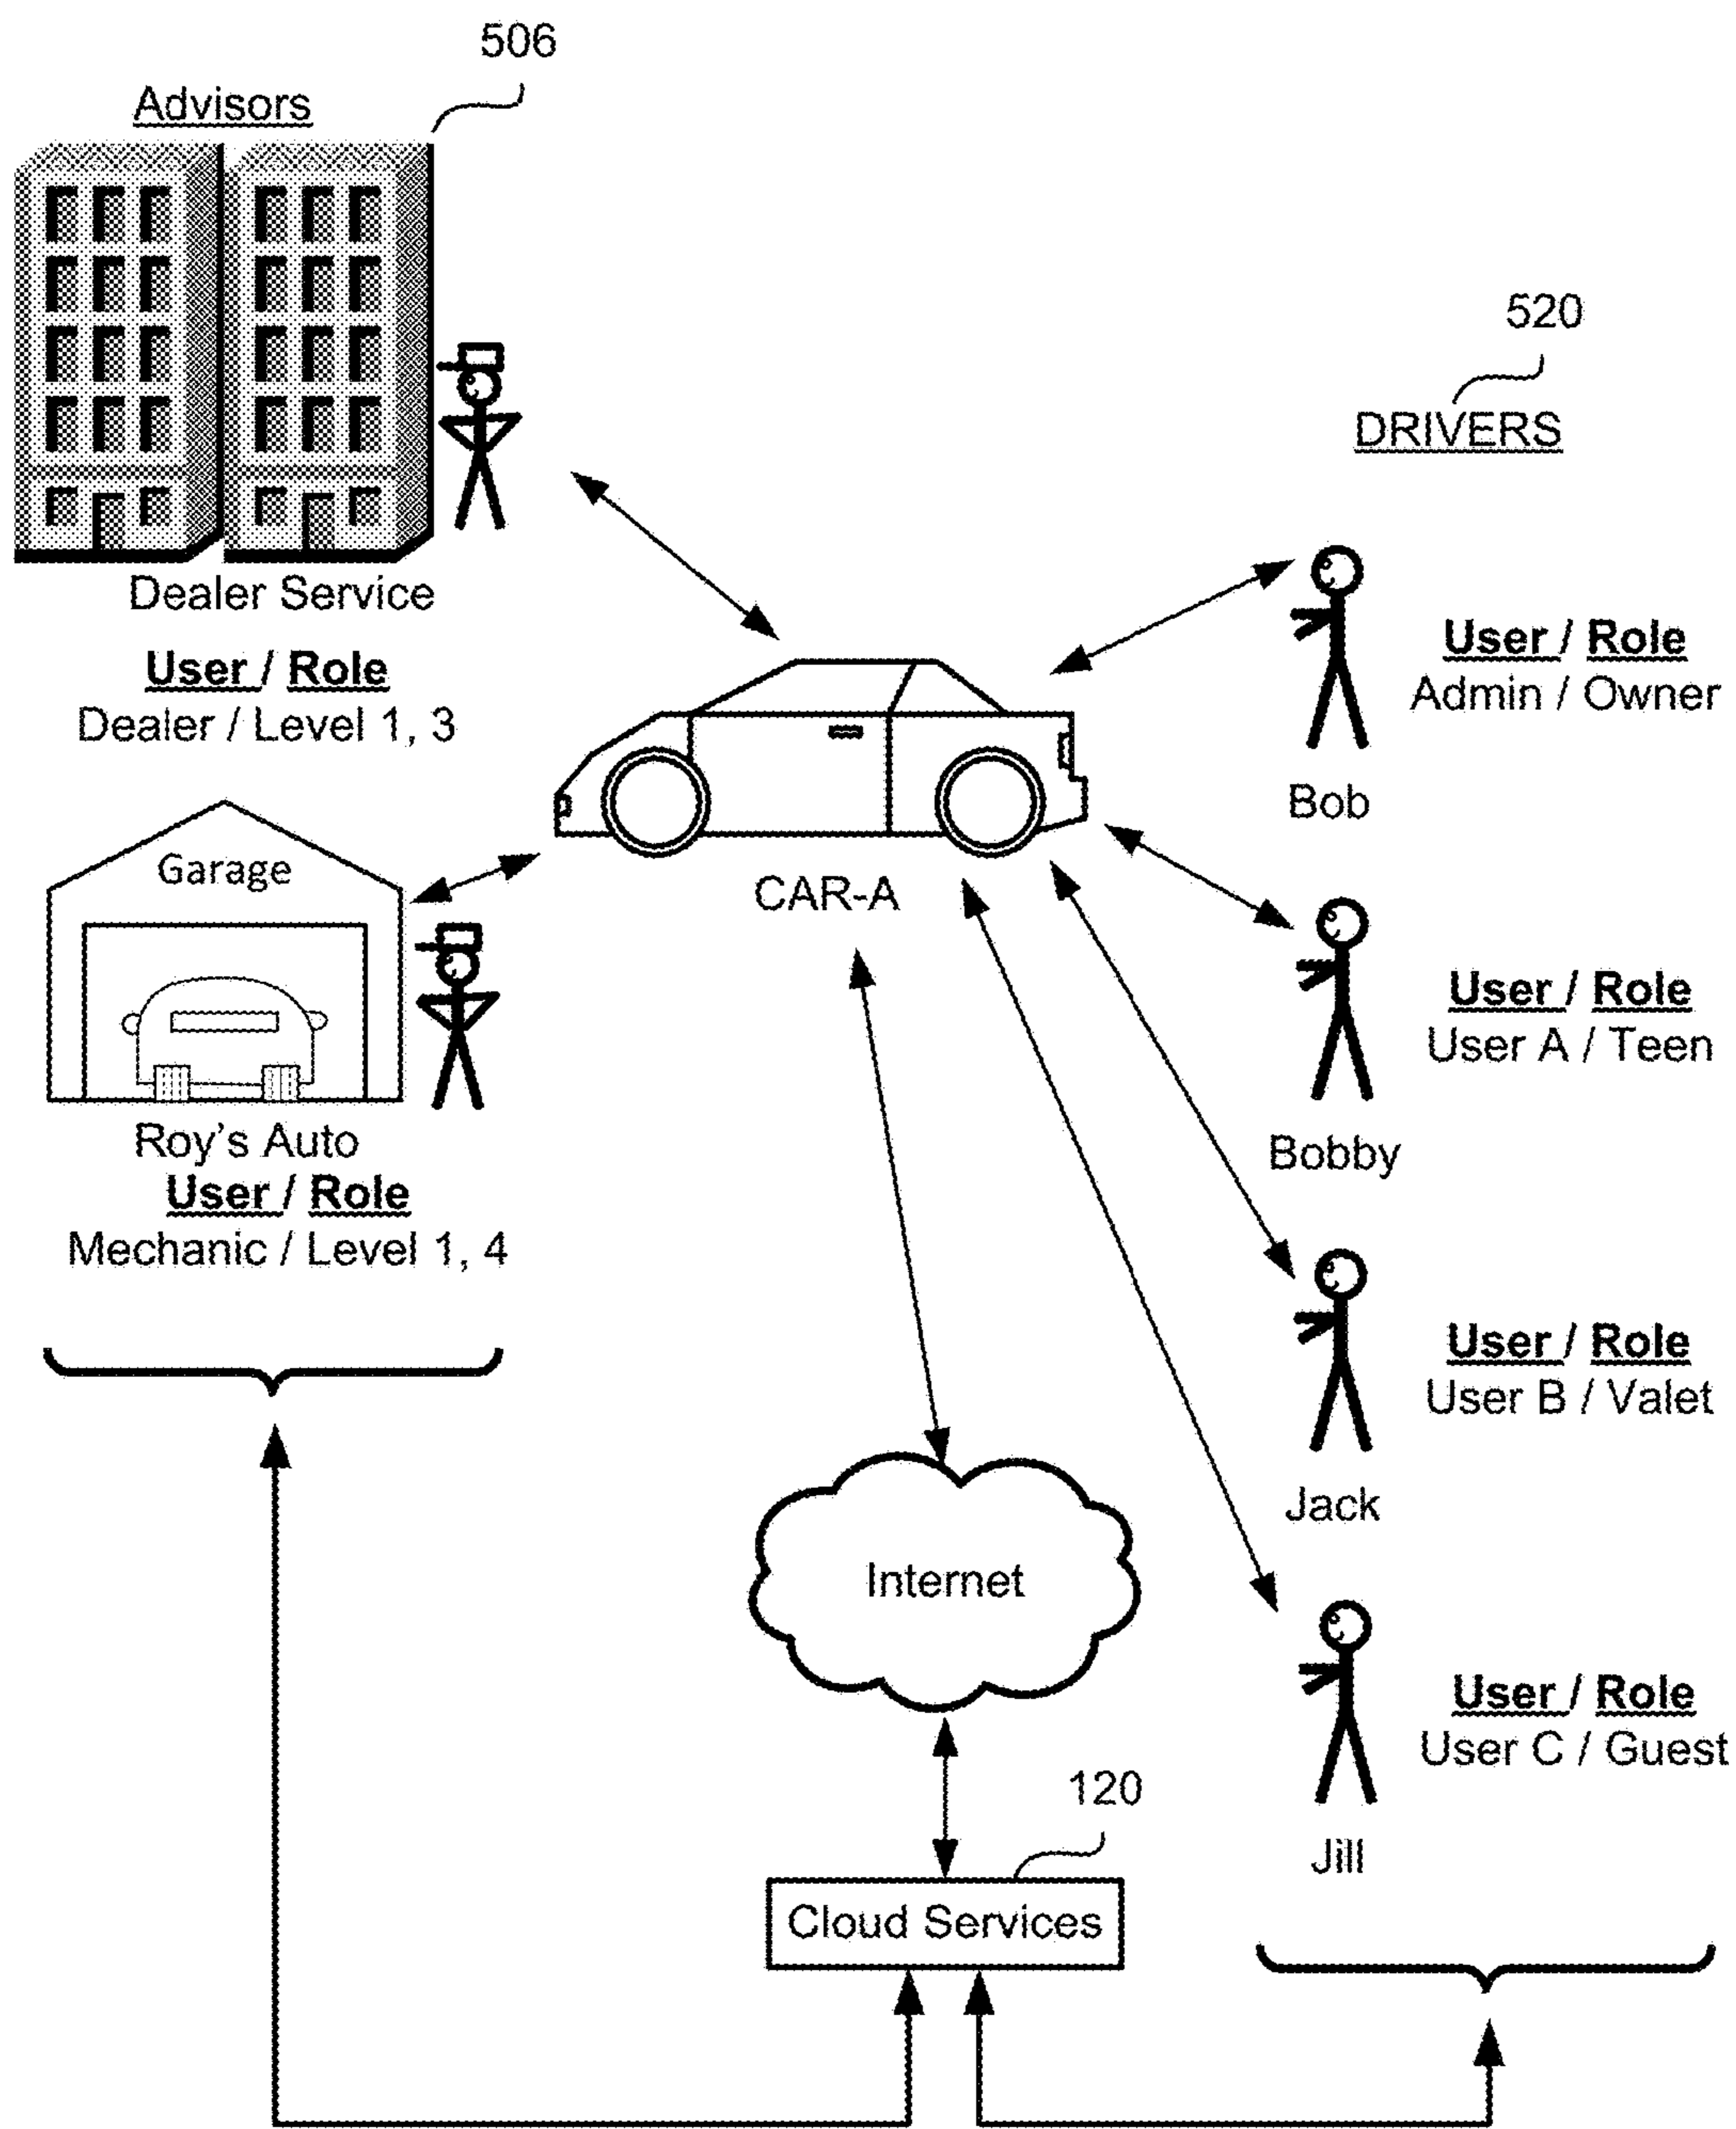 506
Advisors
Dealer Service
User / Role
Dealer / Level 1, 3
Garage
Roy's Auto
User / Role
Mechanic / Level 1, 4
CAR-A
520
DRIVERS
User / Role
Admin / Owner
Bob
User / Role
User A / Teen
Bobby
User / Role
User B / Valet
Jack
User / Role
User C / Guest
Jill
Internet
120
Cloud Services